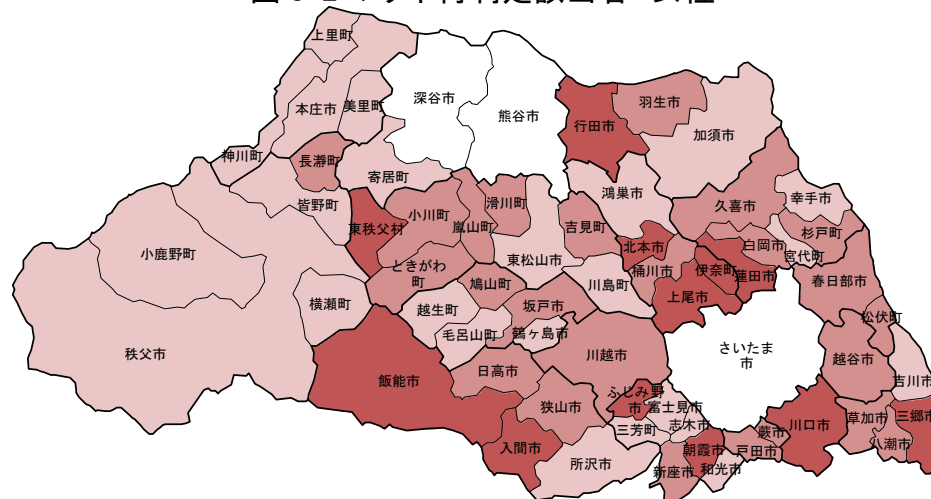 上里町
本庄市
美里町
神川町
深谷市
熊谷市
行田市
羽生市
加須市
長瀞町
寄居町
皆野町
鴻巣市
久喜市
幸手市
小鹿野町
東秩父村
小川町
嵐山町
滑川町
吉見町
北本市
白岡市
杉戸町
宮代町
東松山市
ときがわ
町
鳩山町
川島町
桶川市
伊奈町
蓮田市
春日部市
横瀬町
越生町
坂戸市
上尾市
松伏町
秩父市
毛呂山町
鶴ヶ島市
川越市
さいたま
市
越谷市
飯能市
日高市
吉川市
狭山市
ふじみ野
市
富士見市
三芳町
志木市
川口市
草加市
三郷市
八潮市
入間市
所沢市
朝霞市
新座市
和光市
戸田市
蕨市